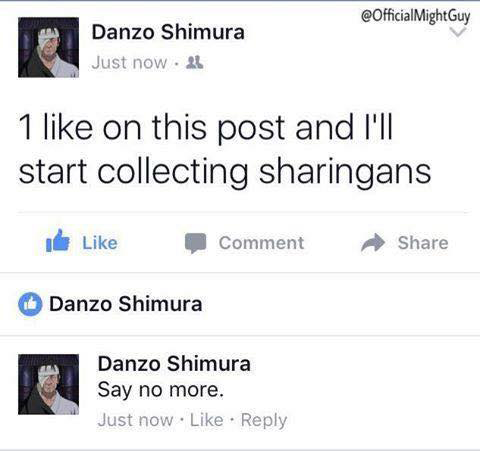 @OfficialMightGuy
Danzo Shimura
Just now ·
1 like on this post and I'll
start collecting sharingans
Like Comment Share
Danzo Shimura
Danzo Shimura
Say no more.
Just now · Like · Reply